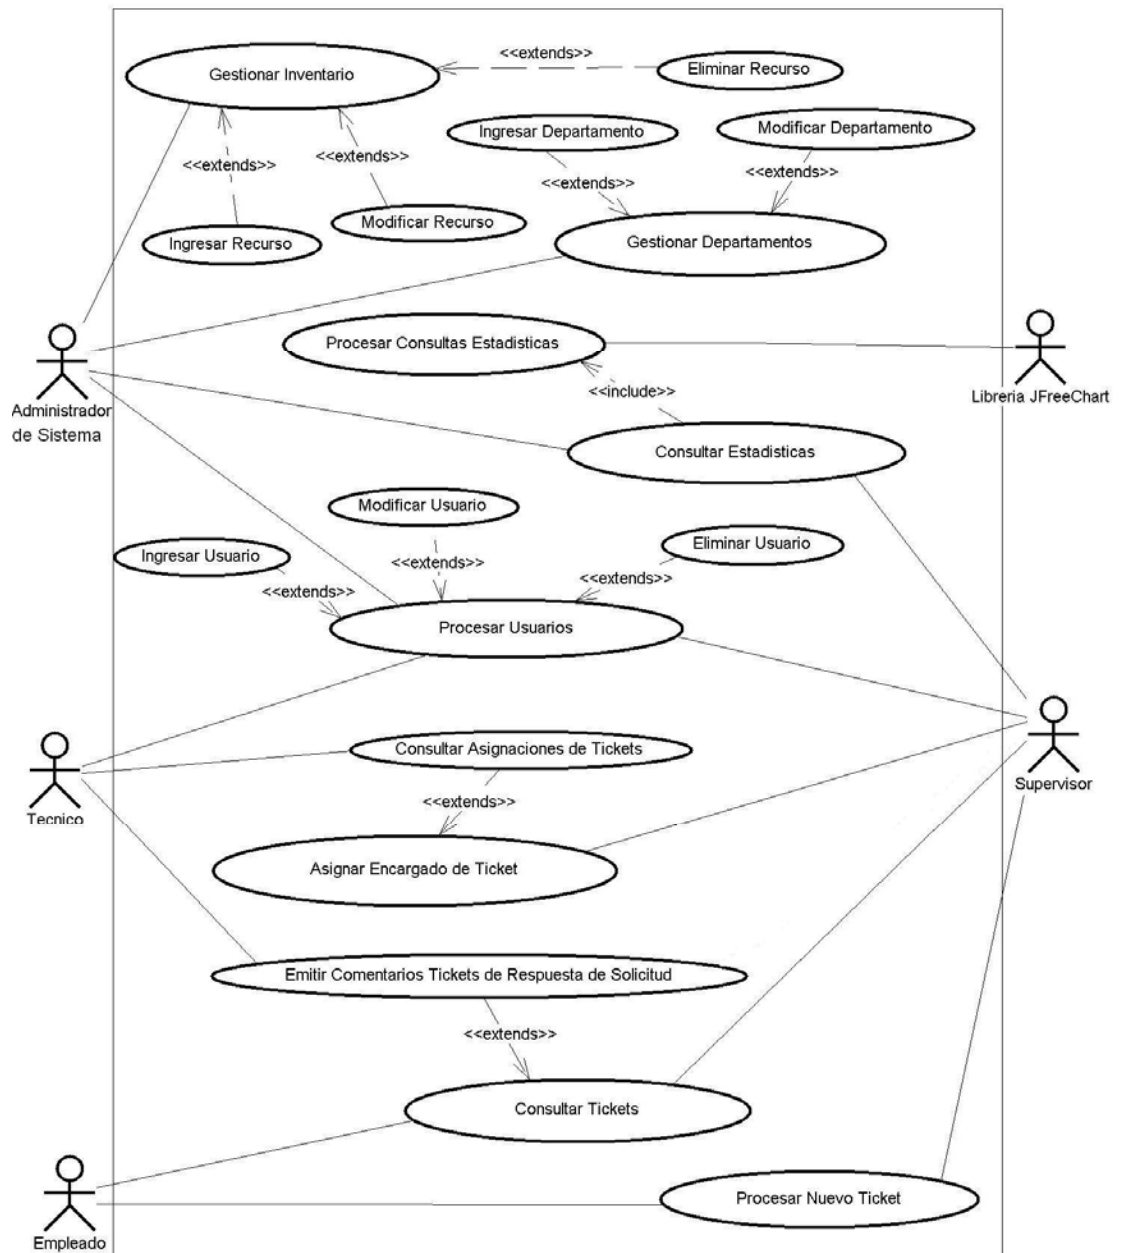 <<extends>>
Gestionar Inventario
Eliminar Recurso
Ingresar Departamento
Modificar Departamento
<<extends>>
<<extends>>
<<extends>>
<<extends>>
Ingresar Recurso
Modificar Recurso
Gestionar Departamentos
Procesar Consultas Estadisticas
<<include>>
Libreria JFreeChart
Administrador
de Sistema
Consultar Estadisticas
Modificar Usuario
Ingresar Usuario
Eliminar Usuario
<<extends>>
<<extends>>
<<extends>>
Procesar Usuarios
Consultar Asignaciones de Tickets
Supervisor
<<extends>>
Tecnico
Asignar Encargado de Ticket
Emitir Comentarios Tickets de Respuesta de Solicitud
<<extends>>
Consultar Tickets
Procesar Nuevo Ticket
Empleado